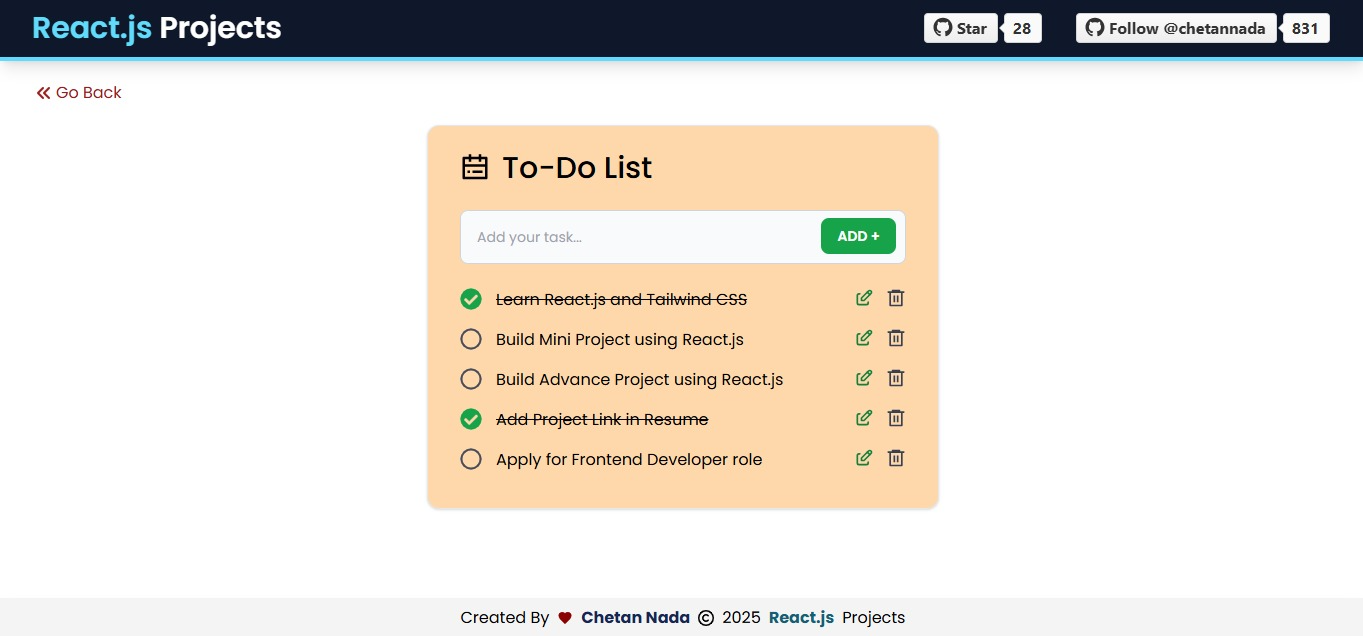 React.js Projects
Star 28 Follow @chetannada 831
Go Back
To-Do List
Add your task...
ADD +
Learn React.js and Tailwind CSS
Build Mini Project using React.js
Build Advance Project using React.js
Add Project Link in Resume
Apply for Frontend Developer role
Created By Chetan Nada © 2025 React.js Projects